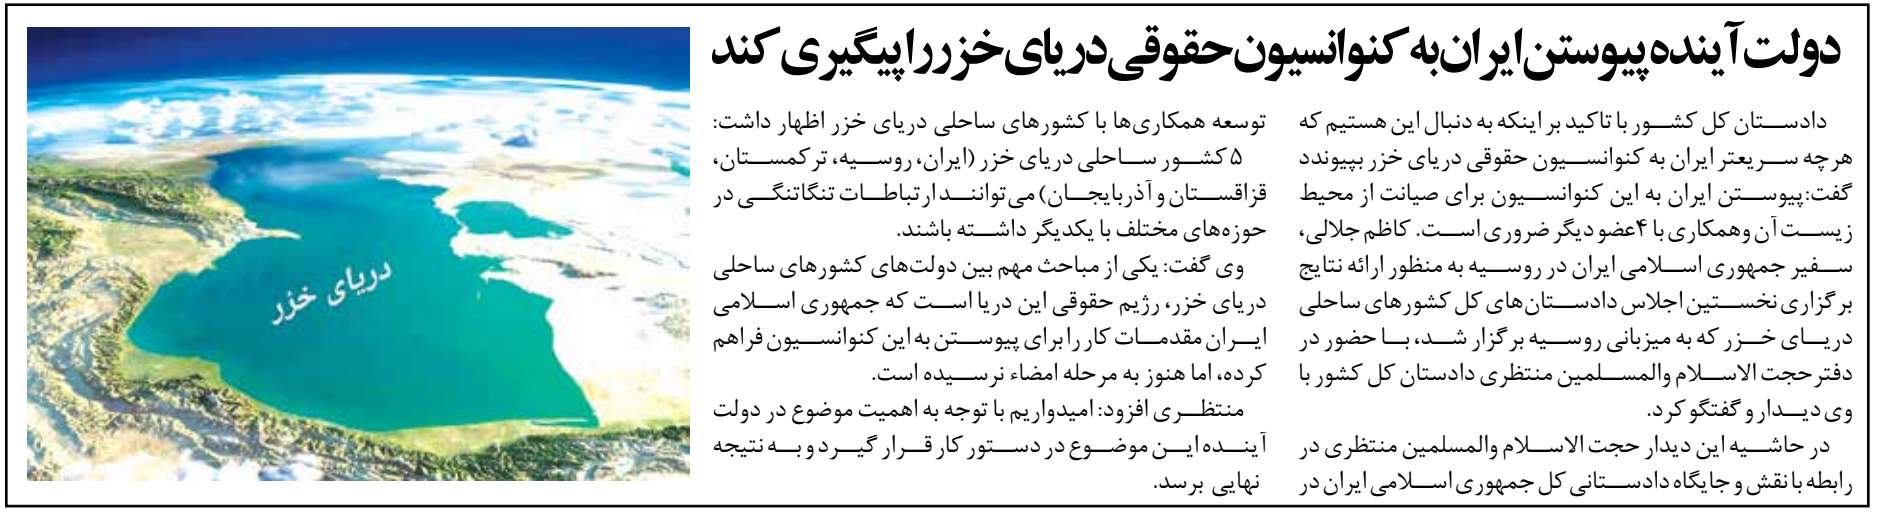 دولت آینده پیوستن ایران به کنوانسیون حقوقی دریای خزر را پیگیری کند
دادستان کل کشور با تاکید بر اینکه به دنبال این هستیم که
هرچه سریعتر ایران به کنوانسیون حقوقی دریای خزر بپیوندد
گفت:پیوستن ایران به این کنوانسیون برای صیانت از محیط
زیست آن وهمکاری با ۴عضو دیگر ضروری است. کاظم جلالی،
سفیر جمهوری اسلامی ایران در روسیه به منظور ارائه نتایج
برگزاری نخستین اجلاس دادستان‌های کل کشورهای ساحلی
دریای خزر که به میزبانی روسیه برگزار شد، با حضور در
دفترحجت الاسلام والمسلمین منتظری دادستان کل کشور با
وی دیدار و گفتگو کرد.
در حاشیه این دیدار حجت الاسلام والمسلمین منتظری در
رابطه با نقش و جایگاه دادستانی کل جمهوری اسلامی ایران در
توسعه همکاری‌ها با کشورهای ساحلی دریای خزر اظهار داشت:
۵ کشور ساحلی دریای خزر (ایران، روسیه، ترکمستان،
قزاقستان و آذربایجان) می‌توانند ارتباطات تنگاتنگی در
حوزه‌های مختلف با یکدیگر داشته باشند.
وی گفت: یکی از مباحث مهم بین دولت‌های کشورهای ساحلی
دریای خزر، رژیم حقوقی این دریا است که جمهوری اسلامی
ایران مقدمات کار را برای پیوستن به این کنوانسیون فراهم
کرده، اما هنوز به مرحله امضاء نرسیده است.
منتظری افزود: امیدواریم با توجه به اهمیت موضوع در دولت
آینده این موضوع در دستور کار قرار گیرد و به نتیجه
نهایی برسد.
دریای خزر